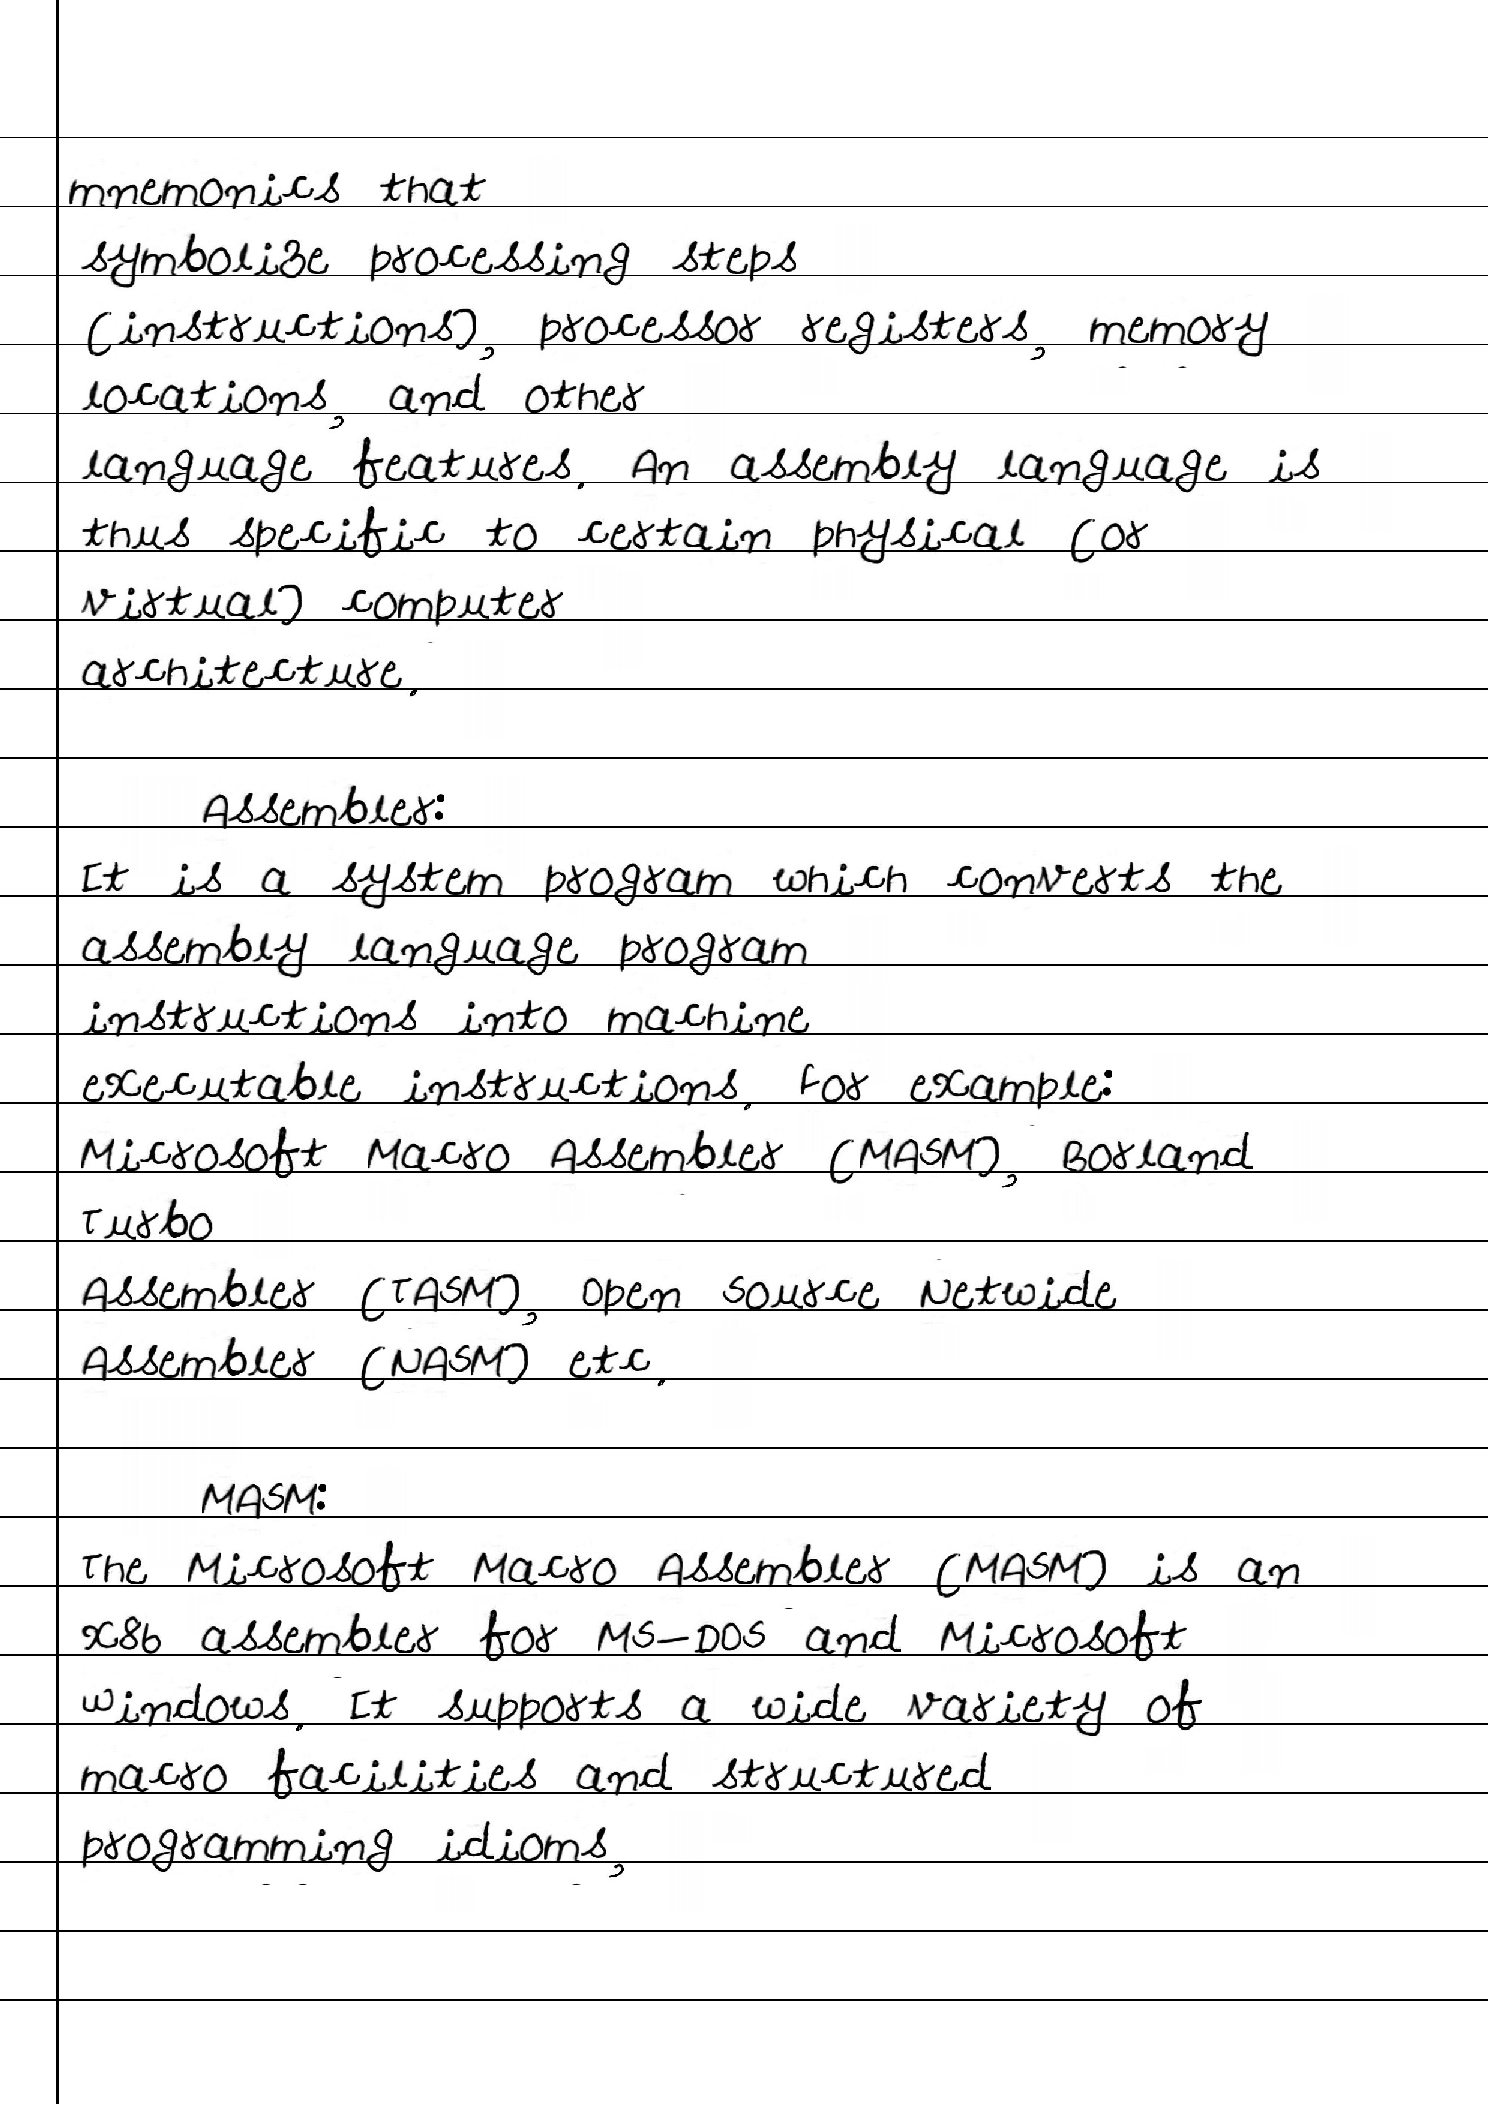 mnemonics that
symbolize processing steps
(instructions), processor registers, memory
locations, and other
language features. An assembly language is
thus specific to certain physical (or
virtual) computer
architecture.
Assembler:
It is a system program which converts the
assembly language program
instructions into machine
executable instructions. For example:
Microsoft Macro Assembler (MASM), Borland
Turbo
Assembler (TASM), Open Source Netwide
Assembler (NASM) etc.
MASM:
The Microsoft Macro Assembler (MASM) is an
x86 assembler for MS-DOS and Microsoft
Windows. It supports a wide variety of
macro facilities and structured
programming idioms,